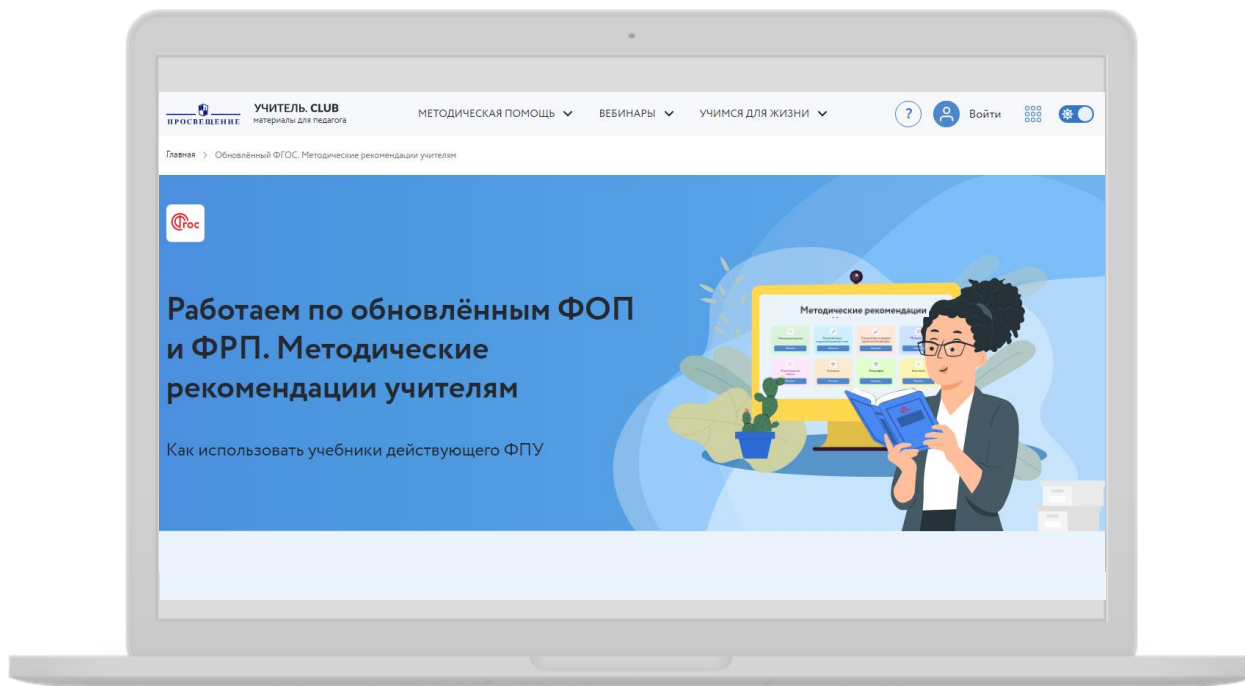 УЧИТЕЛЬ. CLUB
ПРОСВЕЩЕНИЕ
материалы для педагога
МЕТОДИЧЕСКАЯ ПОМОЩЬ
ВЕБИНАРЫ
УЧИМСЯ ДЛЯ ЖИЗНИ
?
Войти
Главная > Обновлённый ФГОС. Методические рекомендации учителям
ФГОС
Работаем по обновлённым ФОП
и ФРП. Методические
рекомендации учителям
Как использовать учебники действующего ФПУ
Методические рекомендации